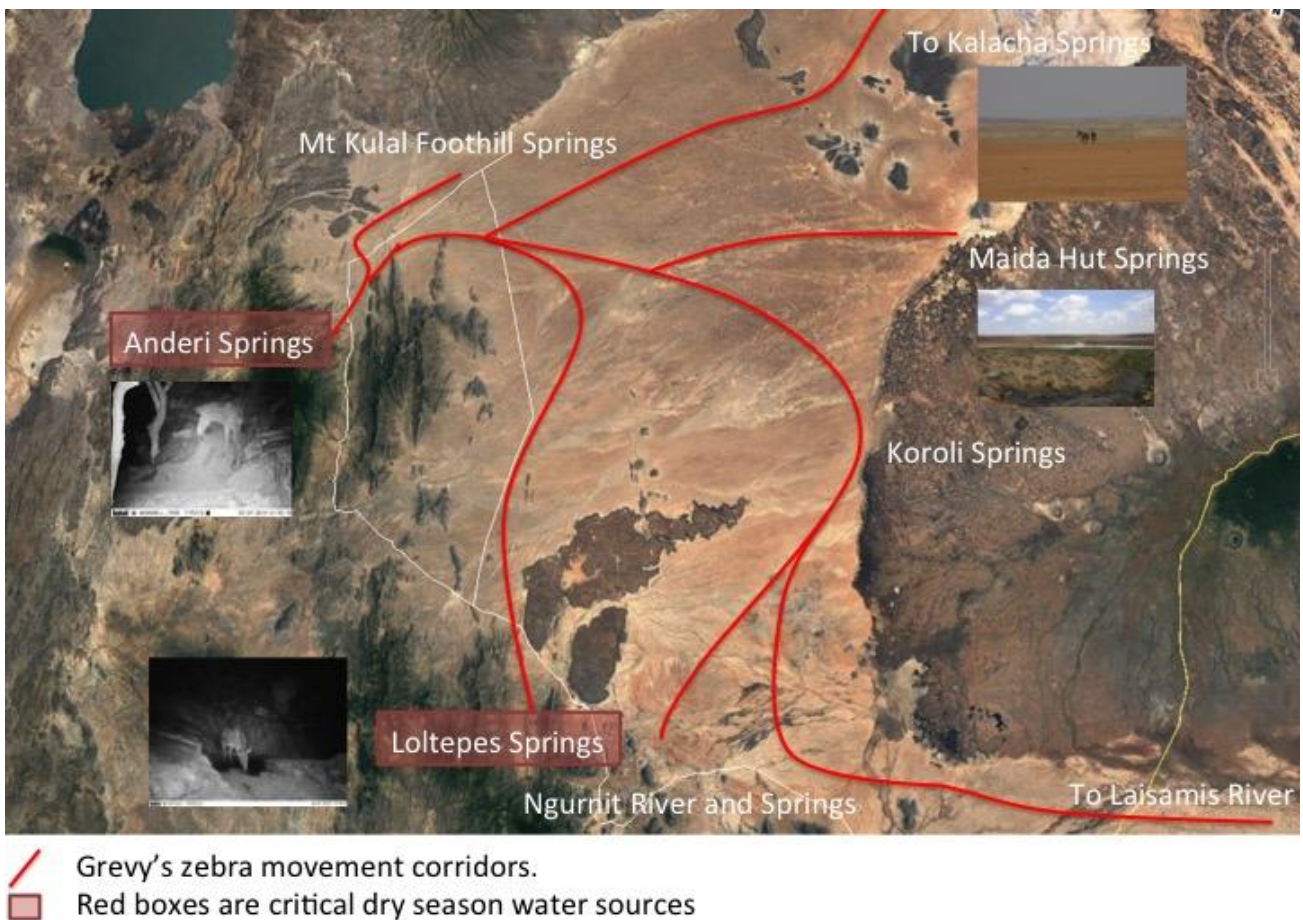 To Kalacha Springs
Mt Kulal Foothill Springs
Maida Hut Springs
Anderi Springs
Koroli Springs
Loltepes Springs
Ngurnit River and Springs
To Laisamis River
Grevy's zebra movement corridors.
Red boxes are critical dry season water sources